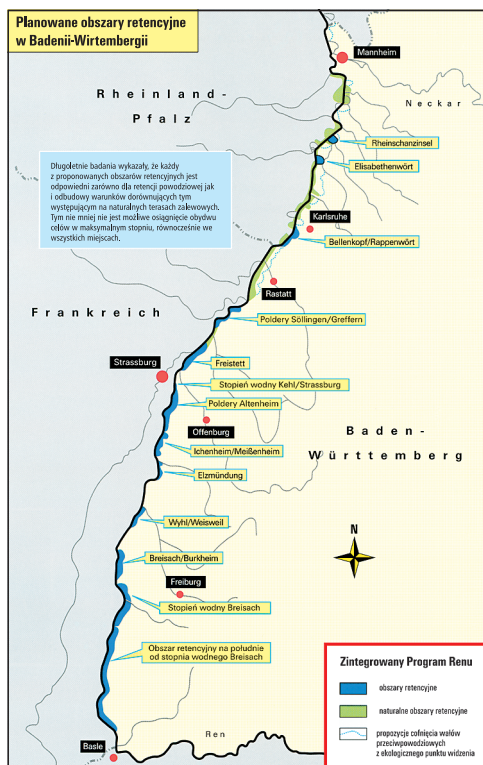 Planowane obszary retencyjne
w Badenii-Wirtembergii
Mannheim
Neckar
Rheinland-
Pfalz
Rheinschanzinsel
Elisabethenwört
Długoletnie badania wykazały, że każdy
z proponowanych obszarów retencyjnych jest
odpowiedni zarówno dla retencji powodziowej jak
i odbudowy warunków dorównujących tym
występującym na naturalnych terasach zalewowych.
Tym nie mniej nie jest możliwe osiągnięcie obydwu
celów w maksymalnym stopniu, równocześnie we
wszystkich miejscach.
Karlsruhe
Bellenkopf/Rappenwört
Rastatt
Frankreich
Poldery Söllingen/Greffern
Strassburg
Freistett
Stopień wodny Kehl/Strassburg
Poldery Altenheim
Offenburg
Baden-
Württemberg
Ichenheim/Meißenheim
Elzmündung
Wyhl/Weisweil
N
Breisach/Burkheim
Freiburg
Stopień wodny Breisach
Obszar retencyjny na południe
od stopnia wodnego Breisach
Zintegrowany Program Renu
obszary retencyjne
naturalne obszary retencyjne
propozycje cofnięcia wałów
przeciwpowodziowych
z ekologicznego punktu widzenia
Ren
Basle